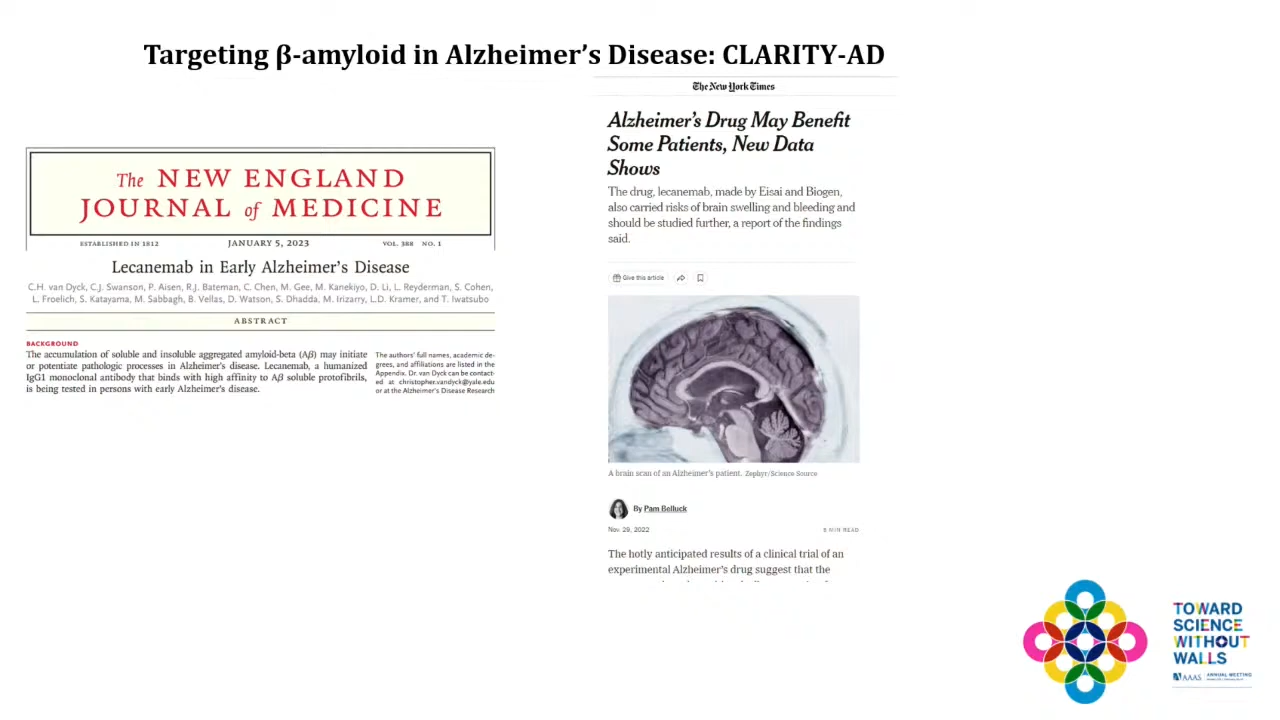 Targeting β-amyloid in Alzheimer's Disease: CLARITY-AD
The NEW ENGLAND
JOURNAL of MEDICINE
ESTABLISHED IN 1812
JANUARY 5, 2023
VOL. 388 NO. 1
Lecanemab in Early Alzheimer's Disease
C.H. van Dyck, C.J. Swanson, P. Aisen, R.J. Bateman, C. Chen, M. Gee, M. Kanekiyo, D. Li, L. Reyderman, S. Cohen,
L. Froelich, S. Katayama, M. Sabbagh, B. Vellas, D. Watson, S. Dhadda, M. Irizarry, L.D. Kramer, and T. Iwatsubo
ABSTRACT
BACKGROUND
The accumulation of soluble and insoluble aggregated amyloid-beta (Aβ) may initiate
or potentiate pathologic processes in Alzheimer's disease. Lecanemab, a humanized
IgG1 monoclonal antibody that binds with high affinity to Aβ soluble protofibrils,
is being tested in persons with early Alzheimer's disease.
The authors' full names, academic de-
grees, and affiliations are listed in the
Appendix. Dr. van Dyck can be contact-
ed at christopher.vandyck@yale.edu
or at the Alzheimer's Disease Research
The New York Times
Alzheimer's Drug May Benefit
Some Patients, New Data
Shows
The drug, lecanemab, made by Eisai and Biogen,
also carried risks of brain swelling and bleeding and
should be studied further, a report of the findings
said.
Give this article
A brain scan of an Alzheimer's patient. Zephyr/Science Source
By Pam Belluck
Nov. 29, 2022
The hotly anticipated results of a clinical trial of an
experimental Alzheimer's drug suggest that the
TOWARD
SCIENCE
WITHOUT
WALLS
AAAS ANNUAL MEETING